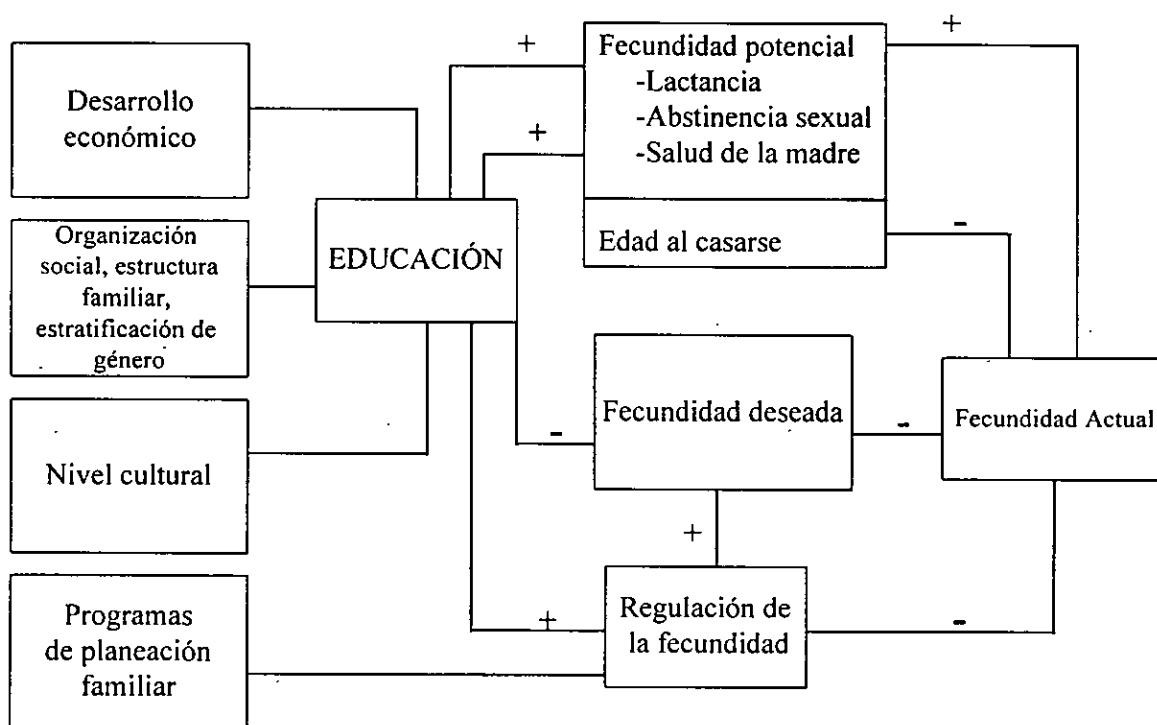 Desarrollo
económico
Organización
social, estructura
familiar,
estratificación de
género
Nivel cultural
Programas
de planeación
familiar
EDUCACIÓN
+
+
-
+
Fecundidad potencial
-Lactancia
-Abstinencia sexual
-Salud de la madre
Edad al casarse
Fecundidad deseada
+
Regulación de
la fecundidad
+
-
-
-
Fecundidad Actual